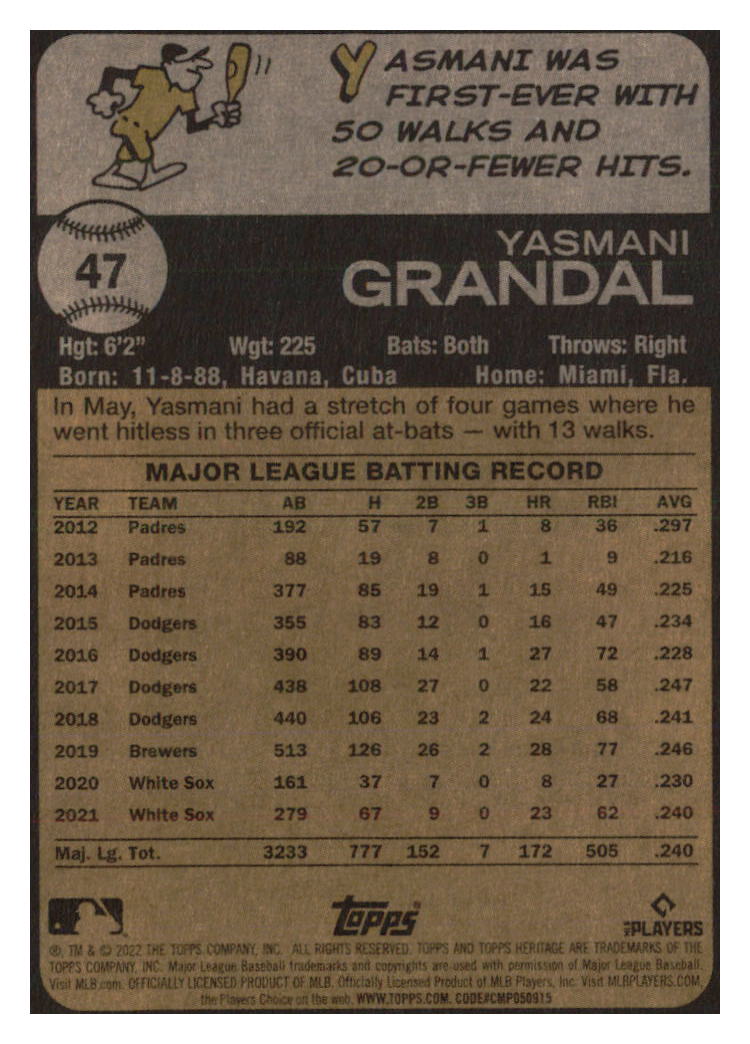 YASMANI WAS
FIRST-EVER WITH
50 WALKS AND
20-OR-FEWER HITS.
47
YASMANI
GRANDAL
Hgt: 6'2" Wgt: 225 Bats: Both Throws: Right
Born: 11-8-88, Havana, Cuba Home: Miami, Fla.
In May, Yasmani had a stretch of four games where he
went hitless in three official at-bats — with 13 walks.
MAJOR LEAGUE BATTING RECORD
YEAR TEAM AB H 2B 3B HR RBI AVG
2012 Padres 192 57 7 1 8 36 .297
2013 Padres 88 19 8 0 1 9 .216
2014 Padres 377 85 19 1 15 49 .225
2015 Dodgers 355 83 12 0 16 47 .234
2016 Dodgers 390 89 14 1 27 72 .228
2017 Dodgers 438 108 27 0 22 58 .247
2018 Dodgers 440 106 23 2 24 68 .241
2019 Brewers 513 126 26 2 28 77 .246
2020 White Sox 161 37 7 0 8 27 .230
2021 White Sox 279 67 9 0 23 62 .240
Maj. Lg. Tot. 3233 777 152 7 172 505 .240
Topps
MLB PLAYERS
®, TM & © 2022 THE TOPPS COMPANY, INC. ALL RIGHTS RESERVED. TOPPS AND TOPPS HERITAGE ARE TRADEMARKS OF THE
TOPPS COMPANY, INC. Major League Baseball trademarks and copyrights are used with permission of Major League Baseball.
Visit MLB.com. OFFICIALLY LICENSED PRODUCT OF MLB. Officially Licensed Product of MLB Players, Inc. Visit MLBPLAYERS.COM,
the Players Choice on the web. WWW.TOPPS.COM. CODE#CMP050915